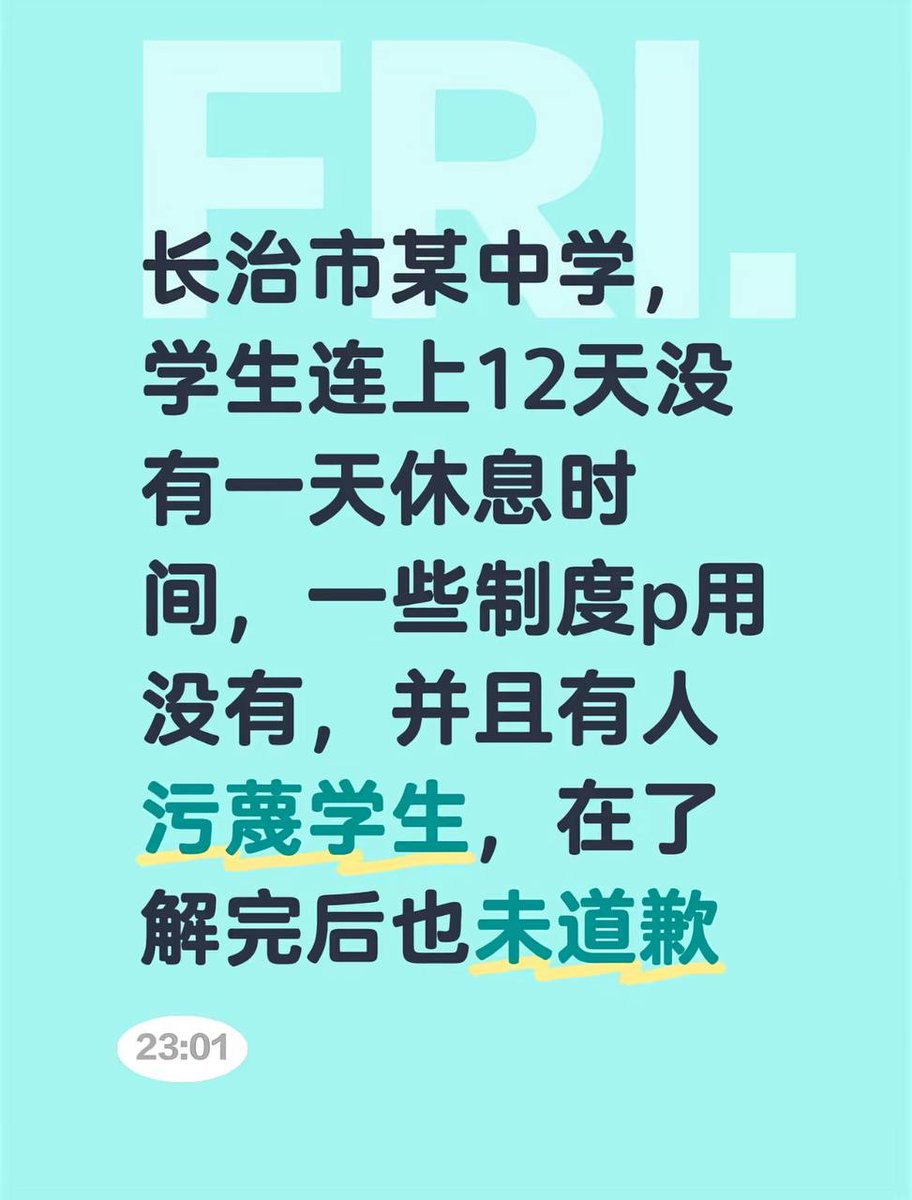 FRI.
长治市某中学，
学生连上12天没
有一天休息时
间，一些制度p用
没有，并且有人
污蔑学生，在了
解完后也未道歉
23:01